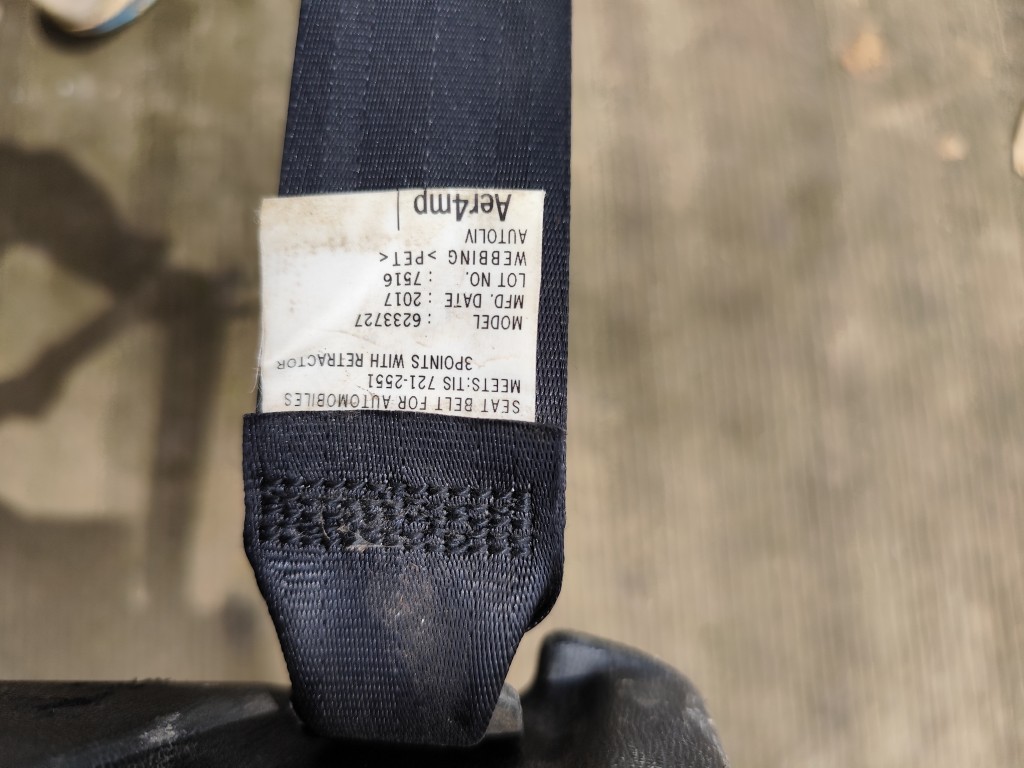 SEAT BELT FOR AUTOMOBILES
MEETS:TIS 721-2551
3POINTS WITH RETRACTOR
MODEL : 6233727
MFD. DATE : 2017
LOT NO. : 7516
WEBBING >PET<
AUTOLIV
Aer4mp